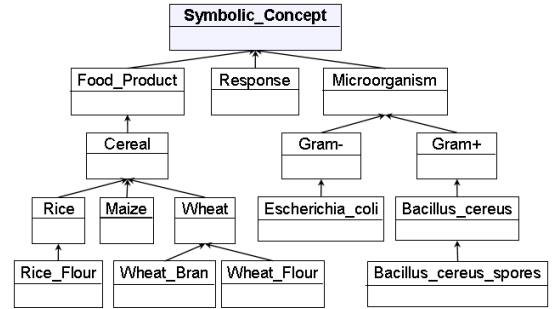 Symbolic_Concept
Food_Product
Response
Microorganism
Cereal
Gram-
Gram+
Rice
Maize
Wheat
Escherichia_coli
Bacillus_cereus
Rice_Flour
Wheat_Bran
Wheat_Flour
Bacillus_cereus_spores